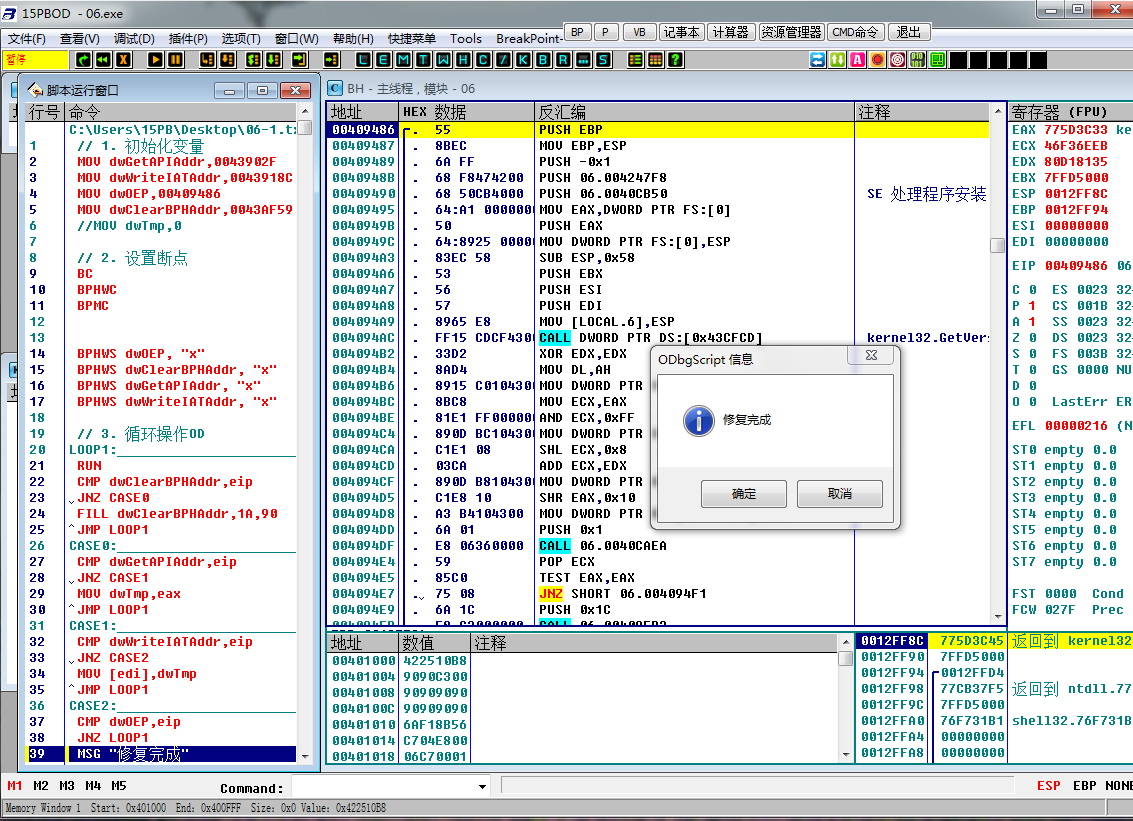 15PBOD - 06.exe
文件(F) 查看(V) 调试(D) 插件(P) 选项(T) 窗口(W) 帮助(H) 快捷菜单 Tools BreakPoint- BP P VB 记事本 计算器 资源管理器 CMD命令 退出
暂停 L E M T W H C / K B R ... S ?
脚本运行窗口
行号 命令
C:\Users\15PB\Desktop\06-1.t
1 // 1. 初始化变量
2 MOV dwGetAPIAddr,0043902F
3 MOV dwWriteIATAddr,0043918C
4 MOV dwOEP,00409486
5 MOV dwClearBPHAddr,0043AF59
6 //MOV dwTmp,0
7
8 // 2. 设置断点
9 BC
10 BPHWC
11 BPMC
12
13
14 BPHWS dwOEP, "x"
15 BPHWS dwClearBPHAddr, "x"
16 BPHWS dwGetAPIAddr, "x"
17 BPHWS dwWriteIATAddr, "x"
18
19 // 3. 循环操作OD
20 LOOP1:
21 RUN
22 CMP dwClearBPHAddr,eip
23 JNZ CASE0
24 FILL dwClearBPHAddr,1A,90
25 JMP LOOP1
26 CASE0:
27 CMP dwGetAPIAddr,eip
28 JNZ CASE1
29 MOV dwTmp,eax
30 JMP LOOP1
31 CASE1:
32 CMP dwWriteIATAddr,eip
33 JNZ CASE2
34 MOV [edi],dwTmp
35 JMP LOOP1
36 CASE2:
37 CMP dwOEP,eip
38 JNZ LOOP1
39 MSG "修复完成"
BH - 主线程，模块 - 06
地址 HEX 数据 反汇编 注释
00409486 . 55 PUSH EBP
00409487 . 8BEC MOV EBP,ESP
00409489 . 6A FF PUSH -0x1
0040948B . 68 F8474200 PUSH 06.004247F8
00409490 . 68 50CB4000 PUSH 06.0040CB50 SE 处理程序安装
00409495 . 64:A1 0000000 MOV EAX,DWORD PTR FS:[0]
0040949B . 50 PUSH EAX
0040949C . 64:8925 0000 MOV DWORD PTR FS:[0],ESP
004094A3 . 83EC 58 SUB ESP,0x58
004094A6 . 53 PUSH EBX
004094A7 . 56 PUSH ESI
004094A8 . 57 PUSH EDI
004094A9 . 8965 E8 MOV [LOCAL.6],ESP
004094AC . FF15 CDCF4300 CALL DWORD PTR DS:[0x43CFCD] kernel32.GetVers
004094B2 . 33D2 XOR EDX,EDX
004094B4 . 8AD4 MOV DL,AH
004094B6 . 8915 C0104300 MOV DWORD PTR
004094BC . 8BC8 MOV ECX,EAX
004094BE . 81E1 FF000000 AND ECX,0xFF
004094C4 . 890D BC104300 MOV DWORD PTR
004094CA . C1E1 08 SHL ECX,0x8
004094CD . 03CA ADD ECX,EDX
004094CF . 890D B8104300 MOV DWORD PTR
004094D5 . C1E8 10 SHR EAX,0x10
004094D8 . A3 B4104300 MOV DWORD PTR
004094DD . 6A 01 PUSH 0x1
004094DF . E8 06360000 CALL 06.0040CAEA
004094E4 . 59 POP ECX
004094E5 . 85C0 TEST EAX,EAX
004094E7 . 75 08 JNZ SHORT 06.004094F1
004094E9 . 6A 1C PUSH 0x1C
ODbgScript 信息
修复完成
确定 取消
寄存器 (FPU)
EAX 775D3C33 ke
ECX 46F36EEB
EDX 80D18135
EBX 7FFD5000
ESP 0012FF8C
EBP 0012FF94
ESI 00000000
EDI 00000000
EIP 00409486 06
C 0 ES 0023 32
P 1 CS 001B 32
A 1 SS 0023 32
Z 0 DS 0023 32
S 0 FS 003B 32
T 0 GS 0000 NU
D 0
O 0 LastErr ER
EFL 00000216 (N
ST0 empty 0.0
ST1 empty 0.0
ST2 empty 0.0
ST3 empty 0.0
ST4 empty 0.0
ST5 empty 0.0
ST6 empty 0.0
ST7 empty 0.0
FST 0000 Cond
FCW 027F Prec
地址 数值 注释
00401000 422510B8
00401004 9090C300
00401008 90909090
0040100C 90909090
00401010 6AF18B56
00401014 C704E800
00401018 06C70001
0012FF8C 775D3C45 返回到 kernel32
0012FF90 7FFD5000
0012FF94 0012FFD4
0012FF98 77CB37F5 返回到 ntdll.77
0012FF9C 7FFD5000
0012FFA0 76F731B1 shell32.76F731B
0012FFA4 00000000
0012FFA8 00000000
M1 M2 M3 M4 M5 Command: ESP EBP NONE
Memory Window 1 Start: 0x401000 End: 0x400FFF Size: 0x0 Value: 0x422510B8